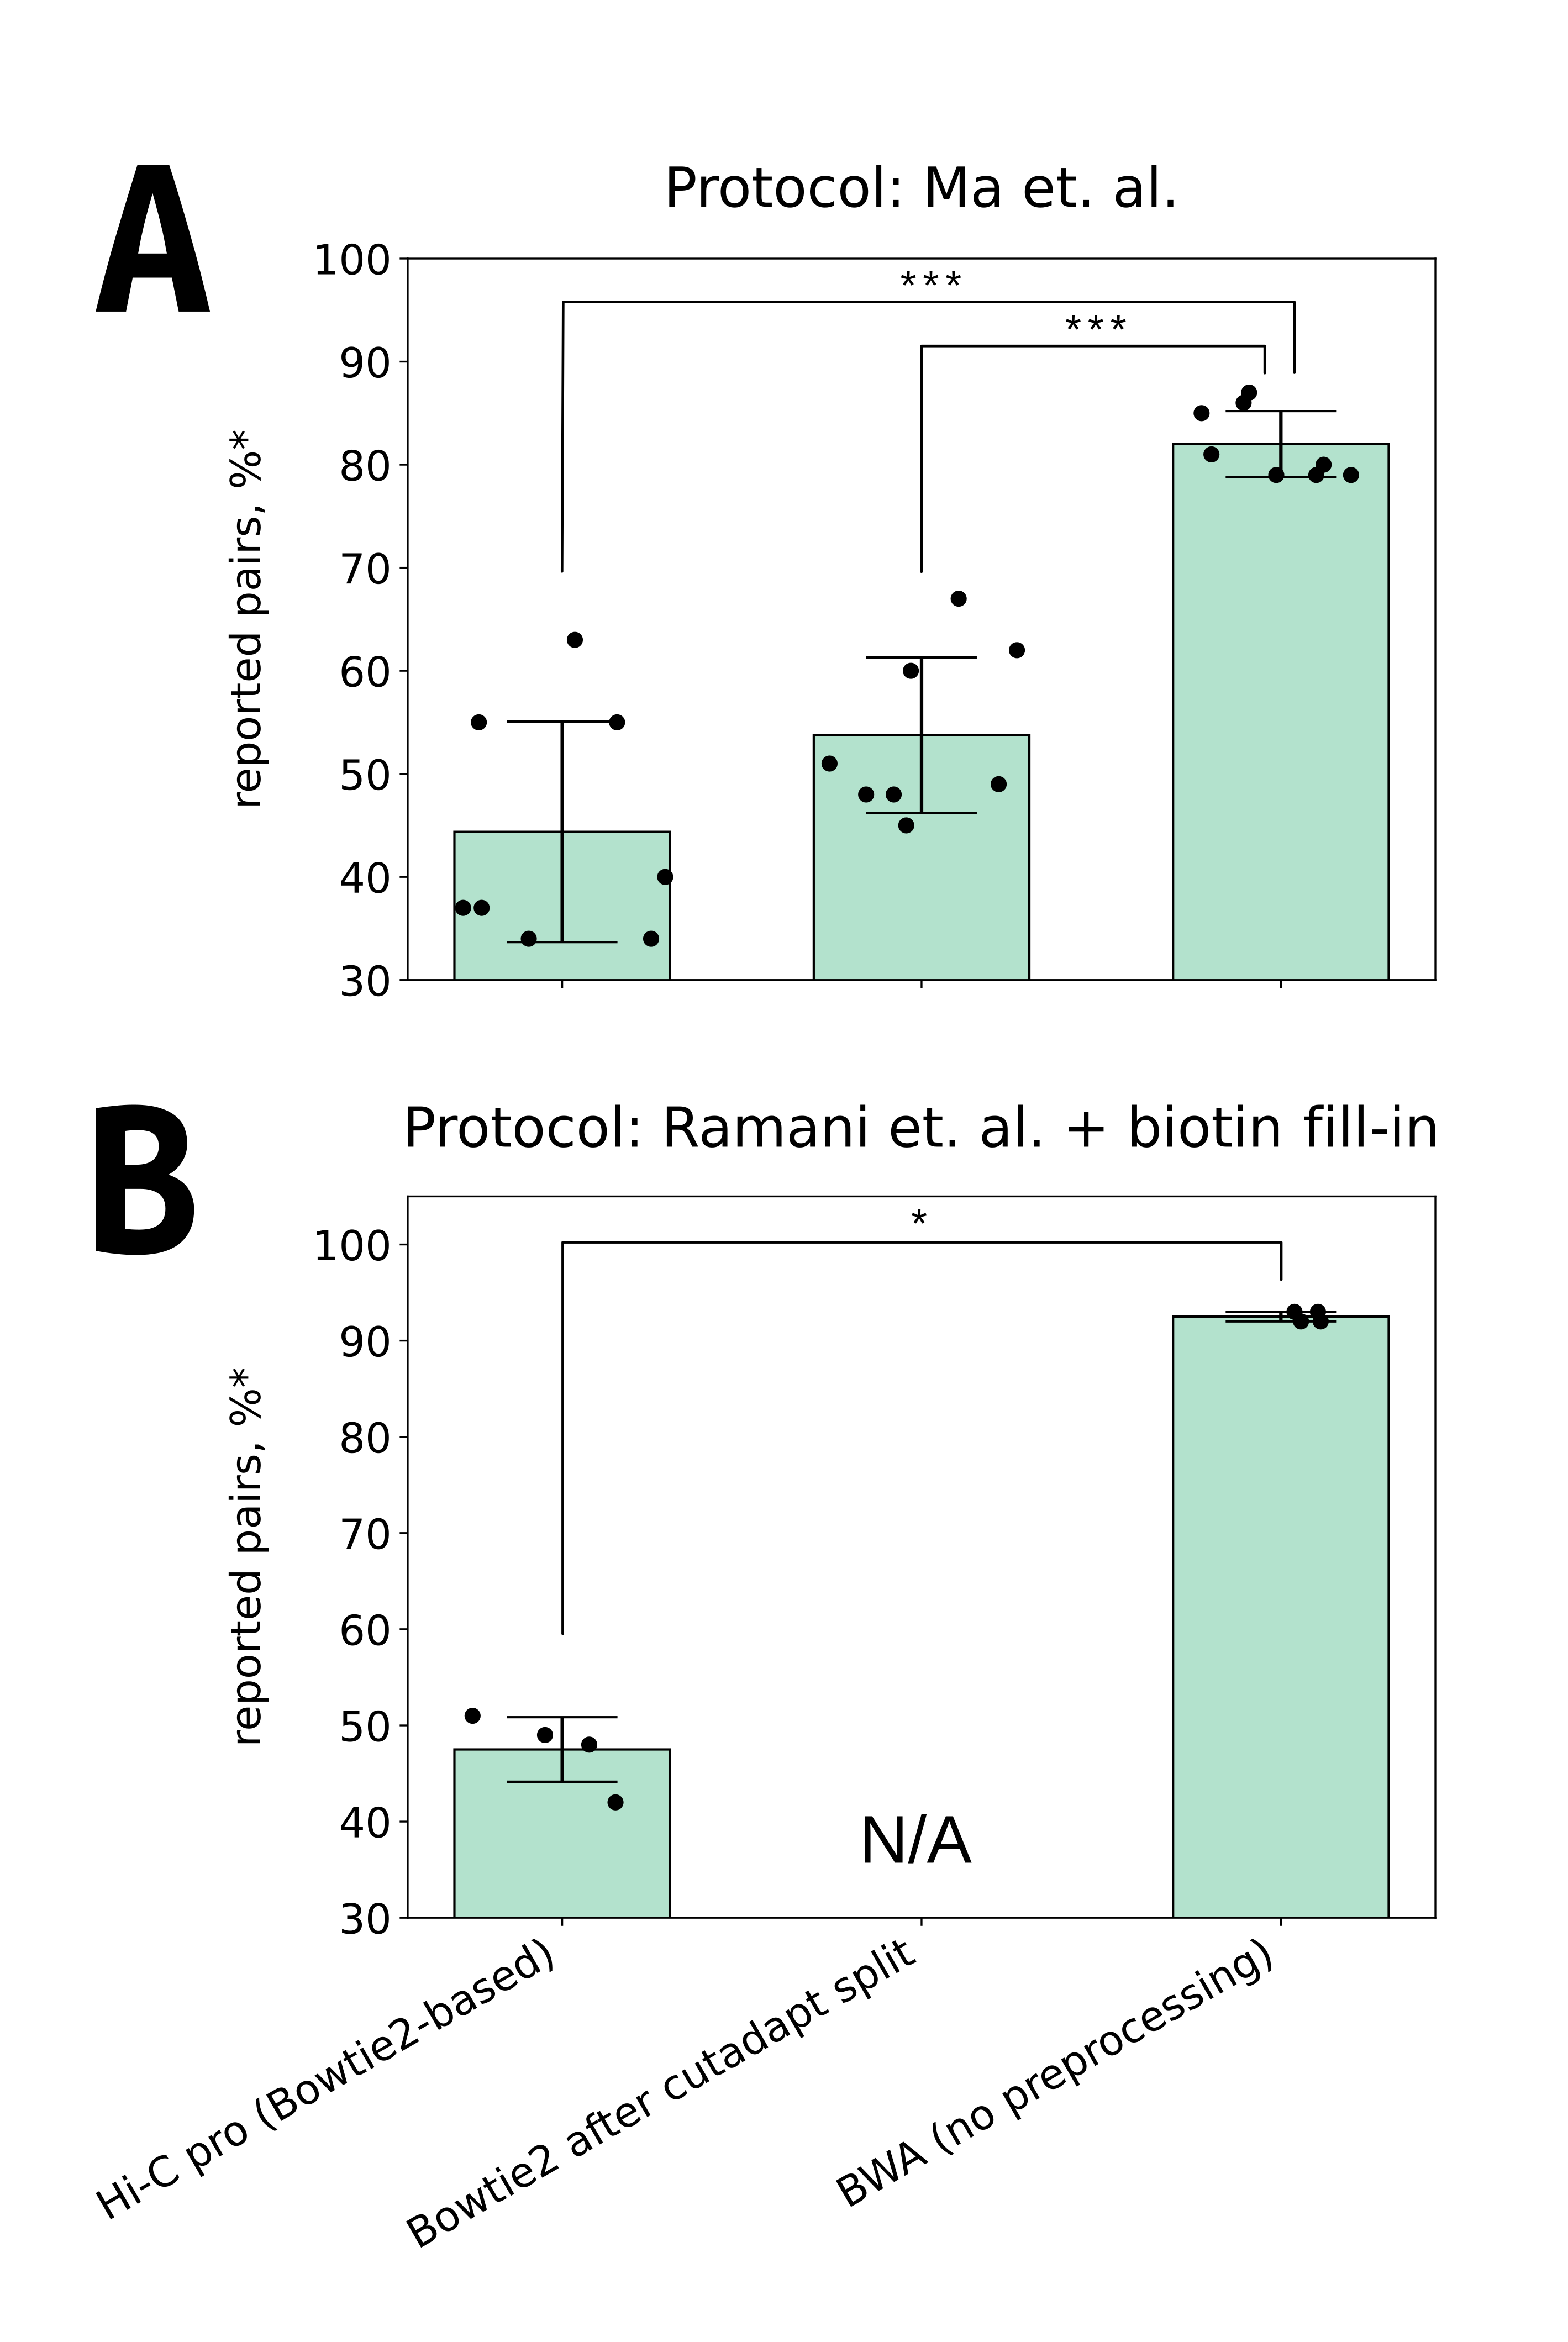 A
Protocol: Ma et. al.
100
90
80
70
60
50
40
30
reported pairs, %*
***
***
B
Protocol: Ramani et. al. + biotin fill-in
100
90
80
70
60
50
40
30
reported pairs, %*
*
N/A
Hi-C pro (Bowtie2-based)
Bowtie2 after cutadapt split
BWA (no preprocessing)